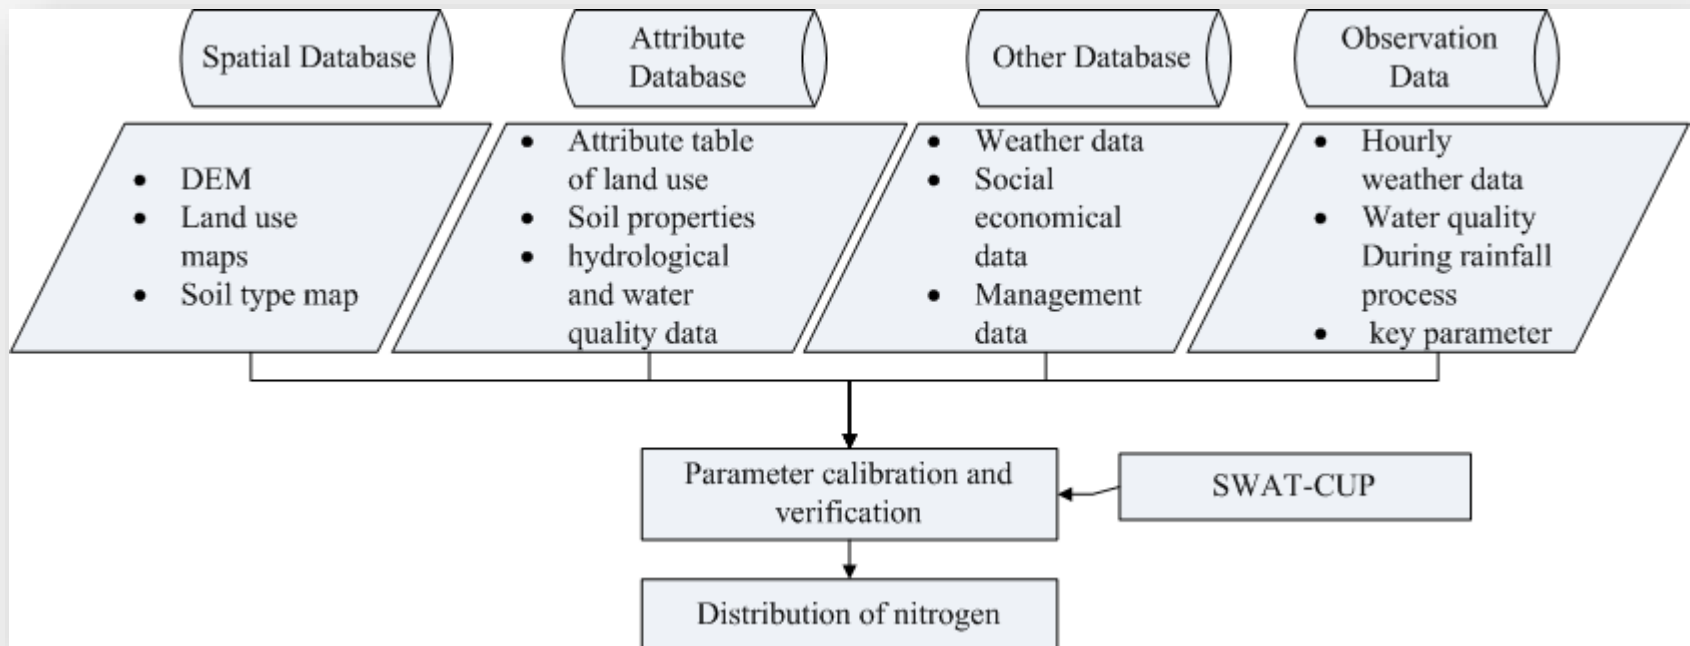 Spatial Database
Attribute
Database
Other Database
Observation
Data
• DEM
• Land use
maps
• Soil type map
• Attribute table
of land use
• Soil properties
• hydrological
and water
quality data
• Weather data
• Social
economical
data
• Management
data
• Hourly
weather data
• Water quality
During rainfall
process
• key parameter
Parameter calibration and
verification
SWAT-CUP
Distribution of nitrogen